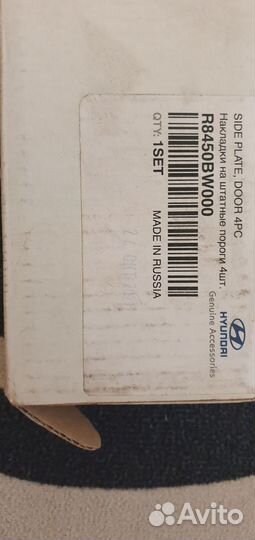 SIDE PLATE, DOOR 4PC
Накладки на штатные пороги 4шт.
R8450BW000
QTY: 1SET MADE IN RUSSIA
HYUNDAI
Genuine Accessories
Avito